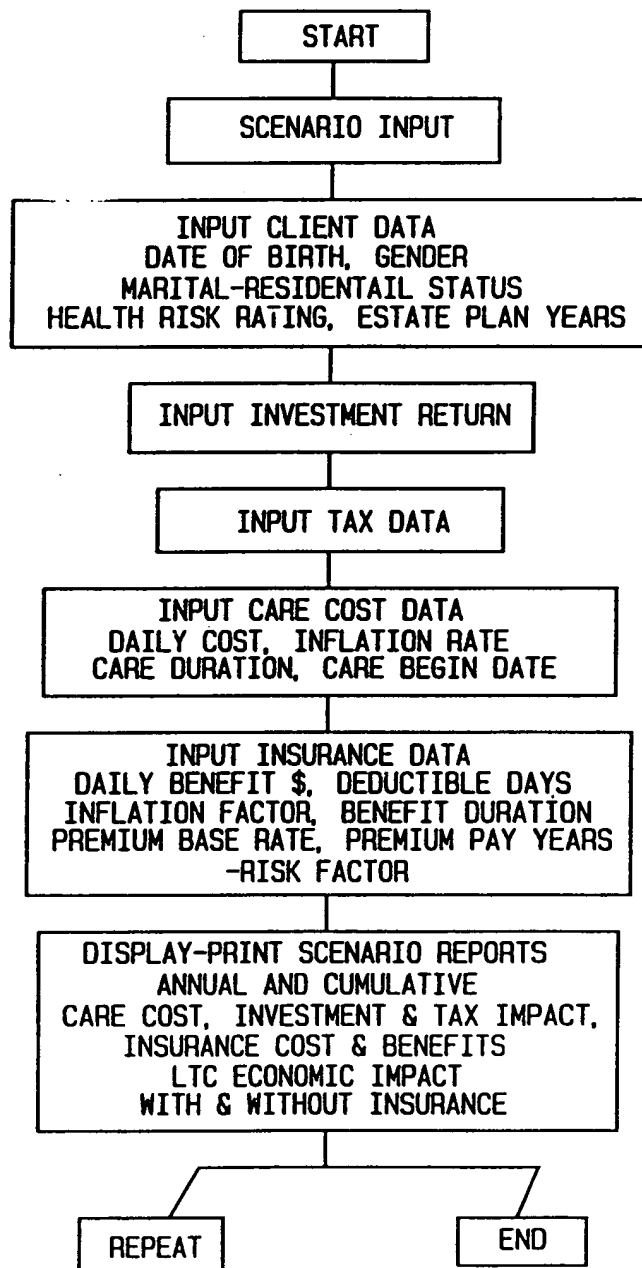 START
SCENARIO INPUT
INPUT CLIENT DATA
DATE OF BIRTH, GENDER
MARITAL-RESIDENTAIL STATUS
HEALTH RISK RATING, ESTATE PLAN YEARS
INPUT INVESTMENT RETURN
INPUT TAX DATA
INPUT CARE COST DATA
DAILY COST, INFLATION RATE
CARE DURATION, CARE BEGIN DATE
INPUT INSURANCE DATA
DAILY BENEFIT $, DEDUCTIBLE DAYS
INFLATION FACTOR, BENEFIT DURATION
PREMIUM BASE RATE, PREMIUM PAY YEARS
-RISK FACTOR
DISPLAY-PRINT SCENARIO REPORTS
ANNUAL AND CUMULATIVE
CARE COST, INVESTMENT & TAX IMPACT,
INSURANCE COST & BENEFITS
LTC ECONOMIC IMPACT
WITH & WITHOUT INSURANCE
REPEAT
END